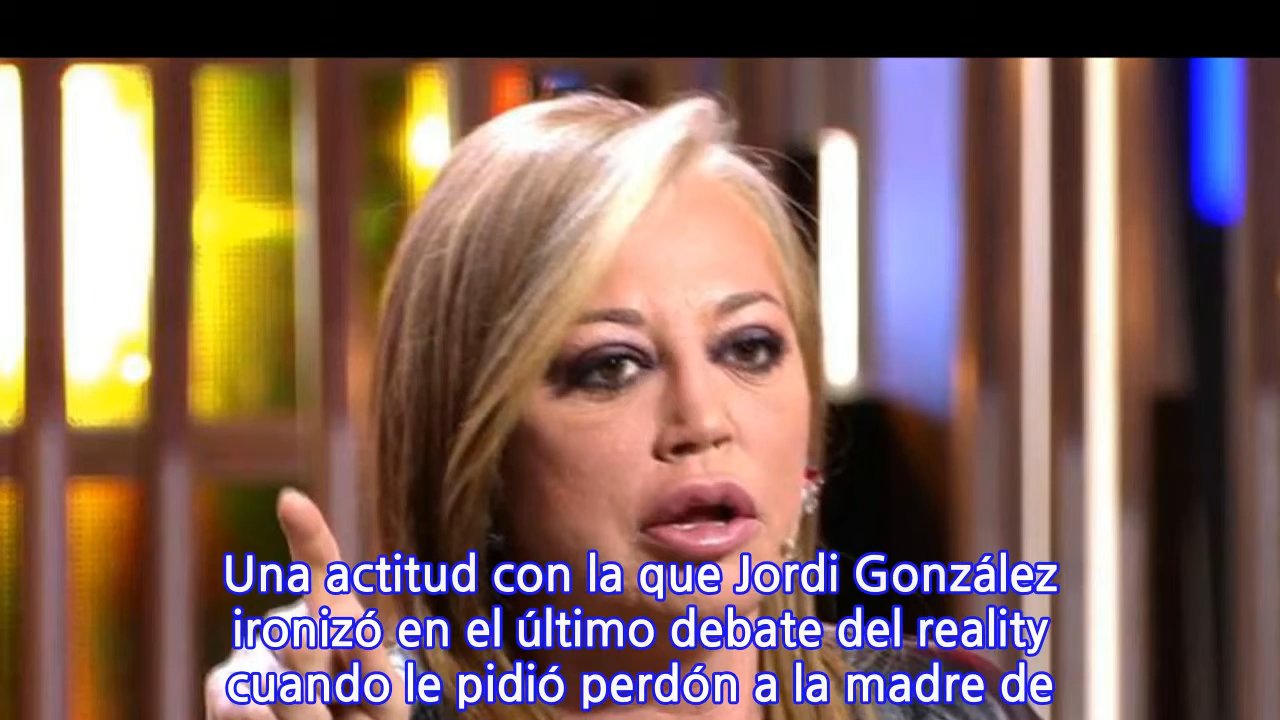 Una actitud con la que Jordi González
ironizó en el último debate del reality
cuando le pidió perdón a la madre de